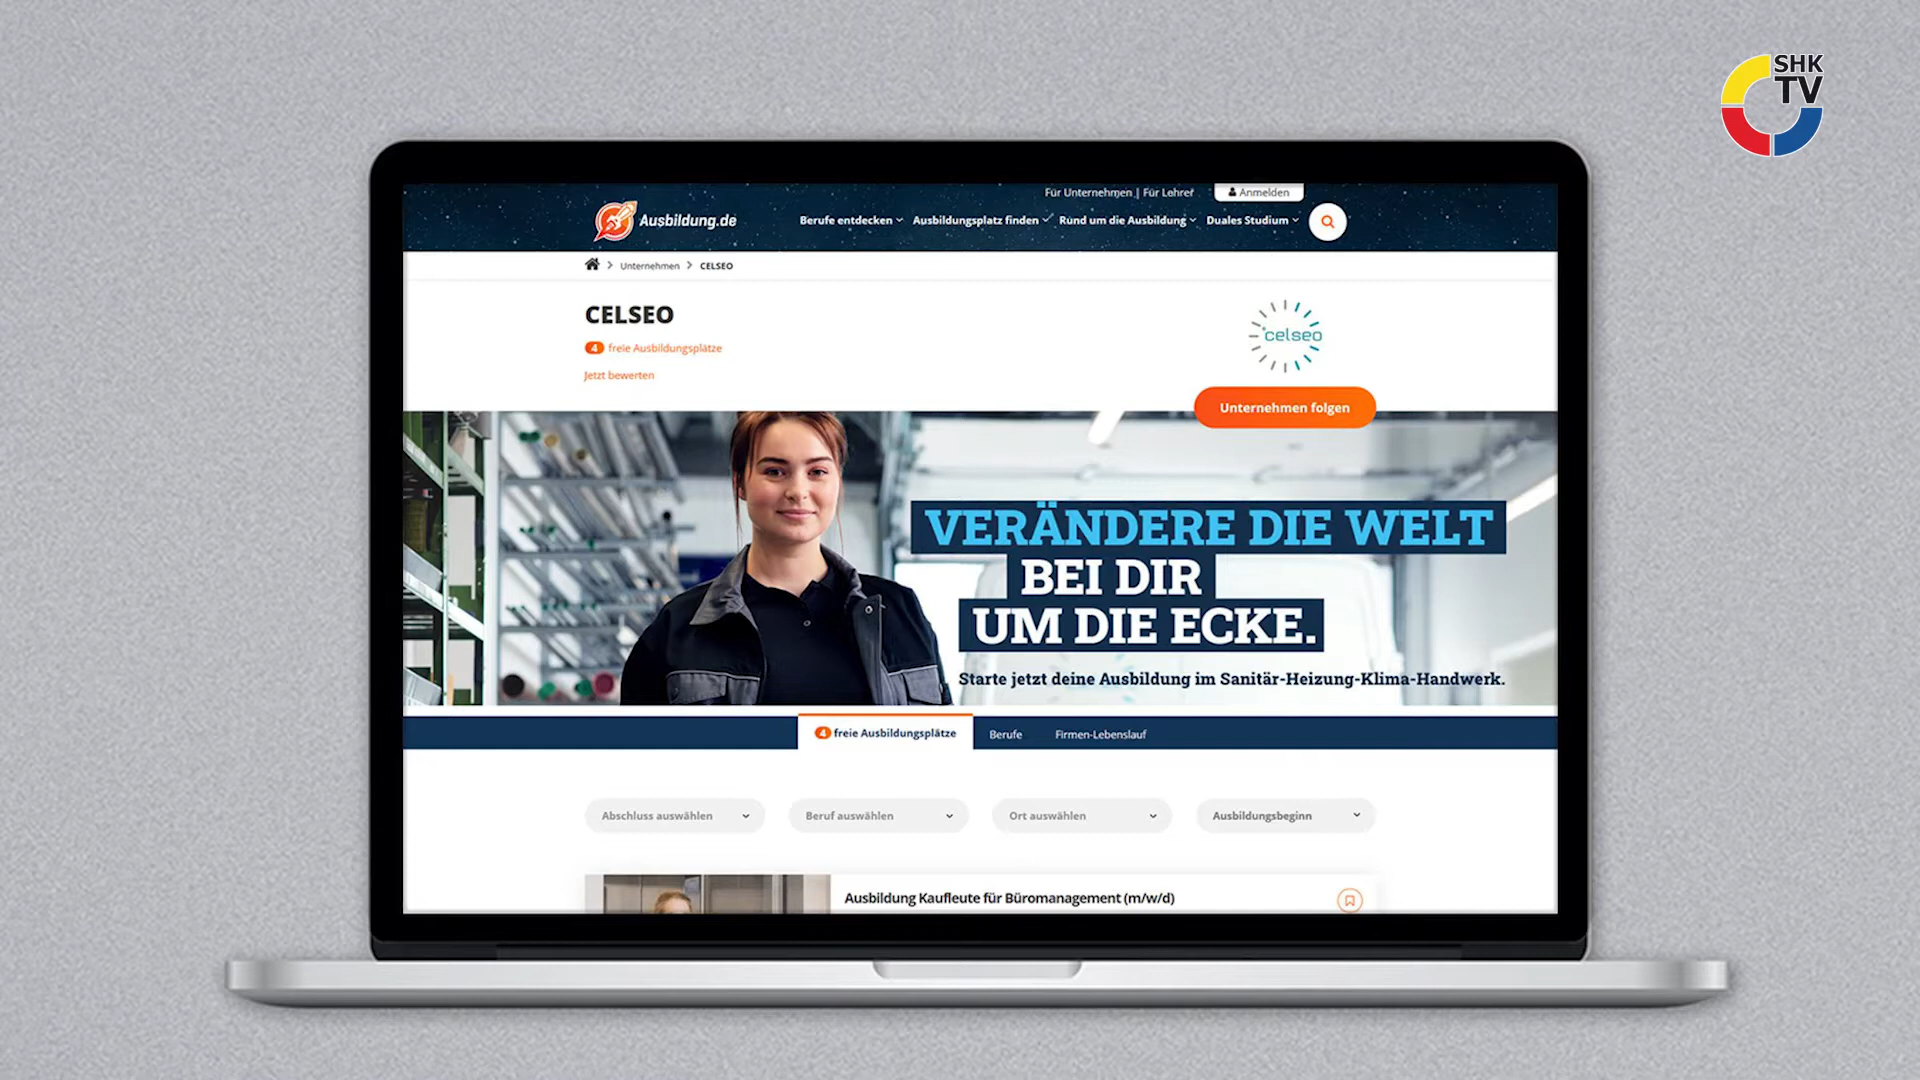 SHK
TV
Für Unternehmen | Für Lehrer
Anmelden
Ausbildung.de
Berufe entdecken
Ausbildungsplatz finden
Rund um die Ausbildung
Duales Studium
Unternehmen
CELSEO
CELSEO
celseo
4 freie Ausbildungsplätze
Jetzt bewerten
Unternehmen folgen
VERÄNDERE DIE WELT
BEI DIR
UM DIE ECKE.
Starte jetzt deine Ausbildung im Sanitär-Heizung-Klima-Handwerk.
4 freie Ausbildungsplätze
Berufe
Firmen-Lebenslauf
Abschluss auswählen
Beruf auswählen
Ort auswählen
Ausbildungsbeginn
Ausbildung Kaufleute für Büromanagement (m/w/d)